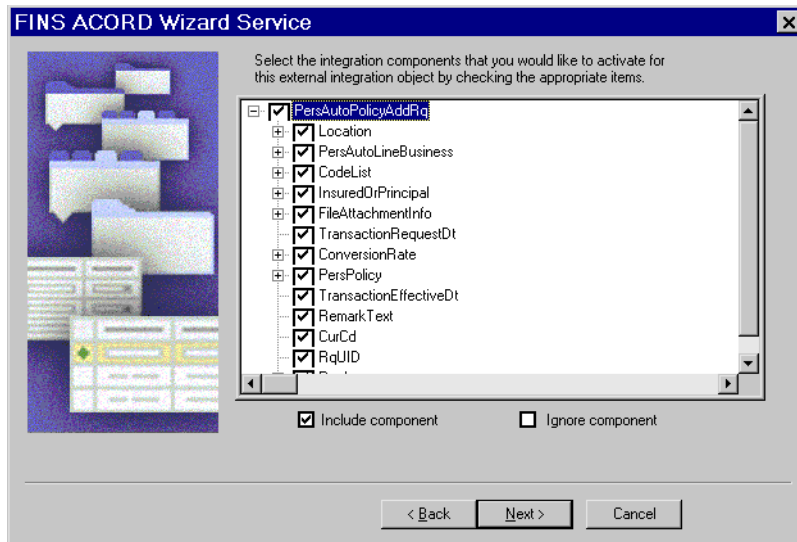 FINS ACORD Wizard Service
Select the integration components that you would like to activate for
this external integration object by checking the appropriate items.
PersAutoPolicyAddRq
Location
PersAutoLineBusiness
CodeList
InsuredOrPrincipal
FileAttachmentInfo
TransactionRequestDt
ConversionRate
PersPolicy
TransactionEffectiveDt
RemarkText
CurCd
RqUID
Include component Ignore component
< Back Next > Cancel